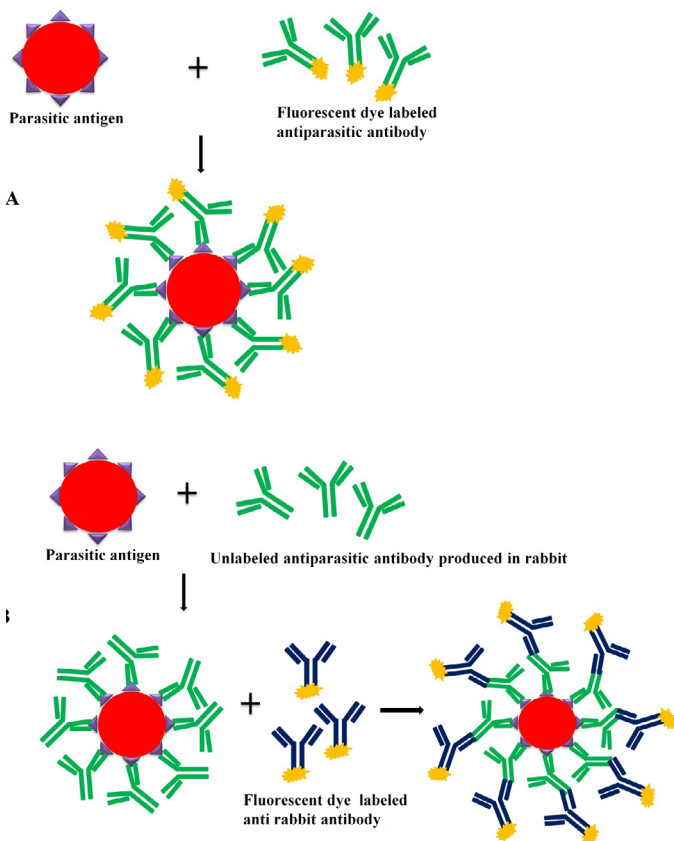 +
Parasitic antigen
Fluorescent dye labeled
antiparasitic antibody
A
+
Parasitic antigen
Unlabeled antiparasitic antibody produced in rabbit
B
+
Fluorescent dye labeled
anti rabbit antibody